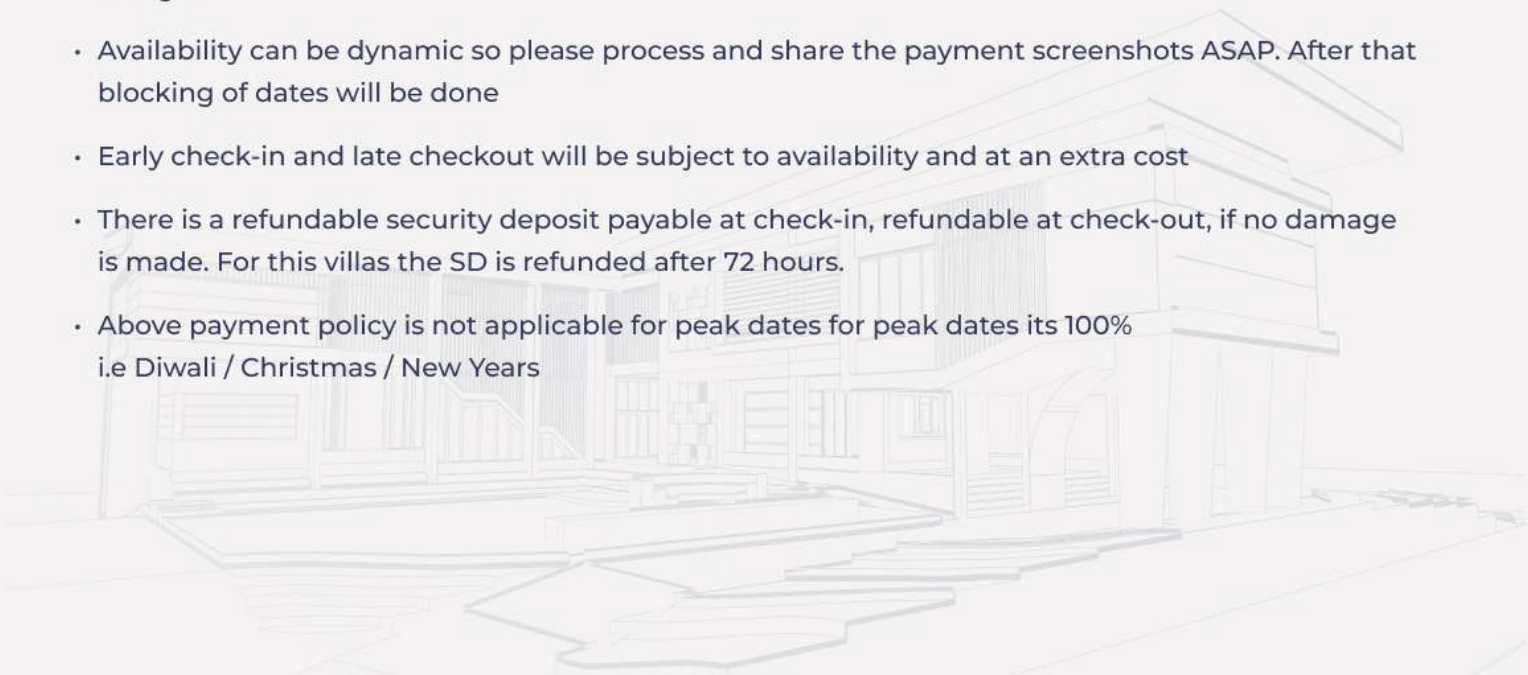 • Availability can be dynamic so please process and share the payment screenshots ASAP. After that
blocking of dates will be done
• Early check-in and late checkout will be subject to availability and at an extra cost
• There is a refundable security deposit payable at check-in, refundable at check-out, if no damage
is made. For this villas the SD is refunded after 72 hours.
• Above payment policy is not applicable for peak dates for peak dates its 100%
i.e Diwali / Christmas / New Years